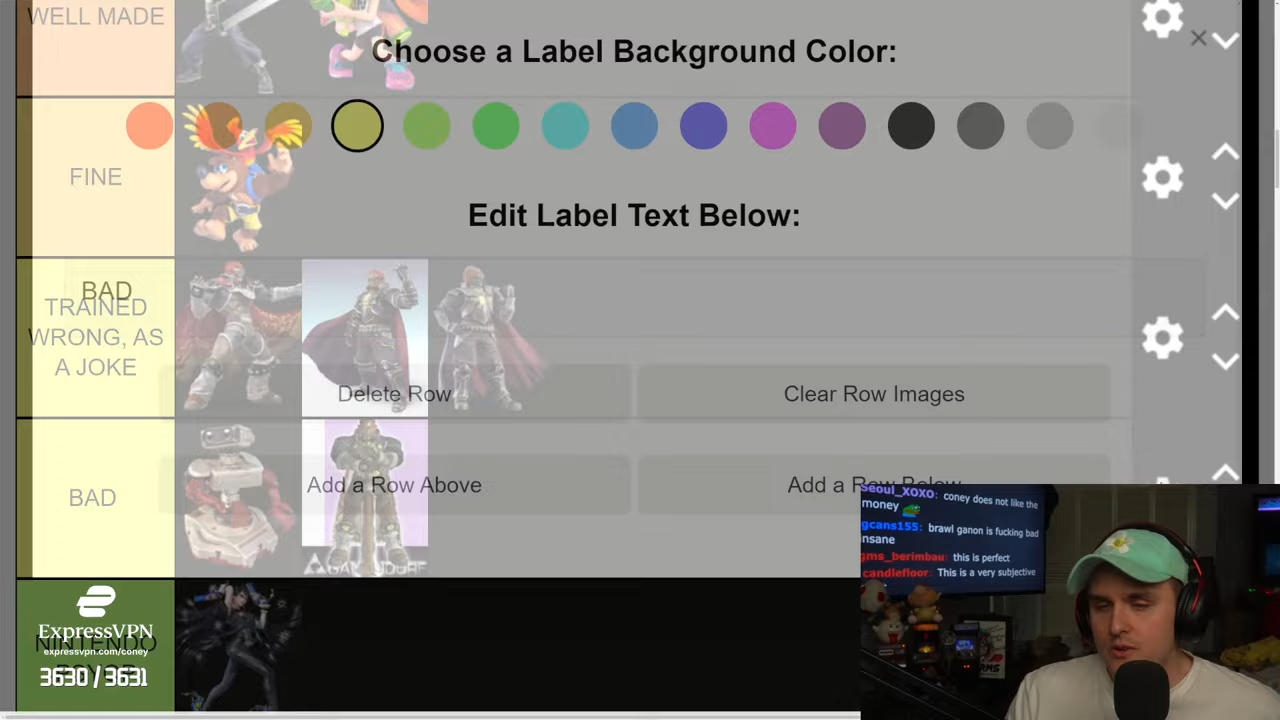 WELL MADE
Choose a Label Background Color:
FINE
Edit Label Text Below:
BAD
TRAINED
WRONG, AS
A JOKE
Delete Row
Clear Row Images
BAD
Add a Row Above
Add a Row Below
Seoul_XOXO: coney does not like the
money
gcans155: brawl ganon is fucking bad
insane
gms_berimbau: this is perfect
candlefloor: This is a very subjective
ExpressVPN
NINTENDO
expressvpn.com/coney
3630 / 3631